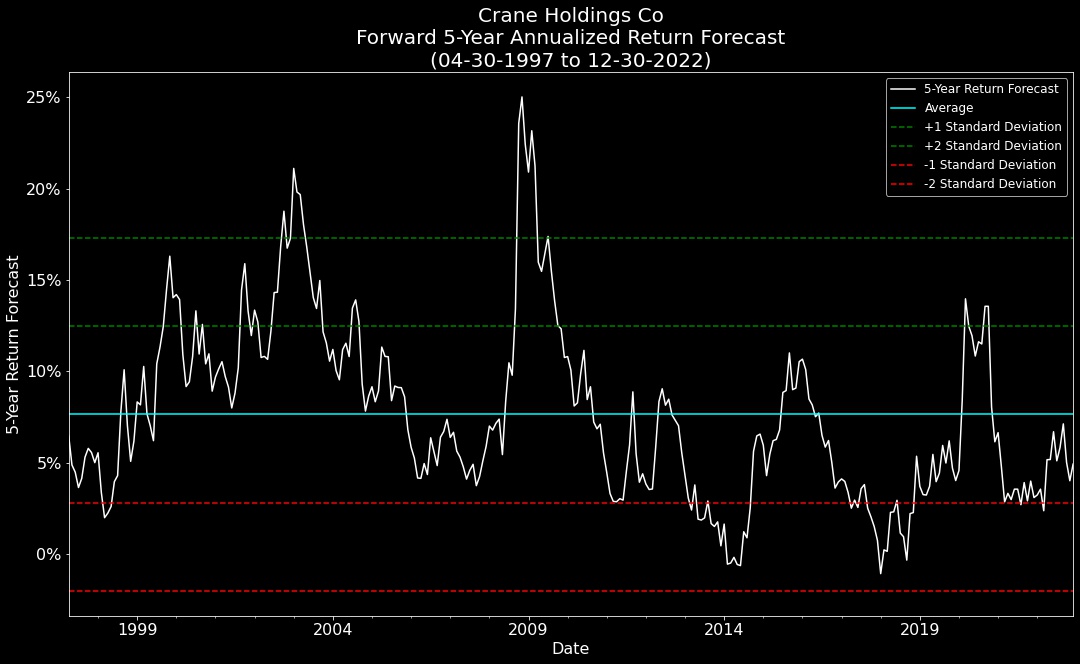 Crane Holdings Co
Forward 5-Year Annualized Return Forecast
(04-30-1997 to 12-30-2022)
5-Year Return Forecast
Average
+1 Standard Deviation
+2 Standard Deviation
-1 Standard Deviation
-2 Standard Deviation
5-Year Return Forecast
25%
20%
15%
10%
5%
0%
1999
2004
2009
2014
2019
Date